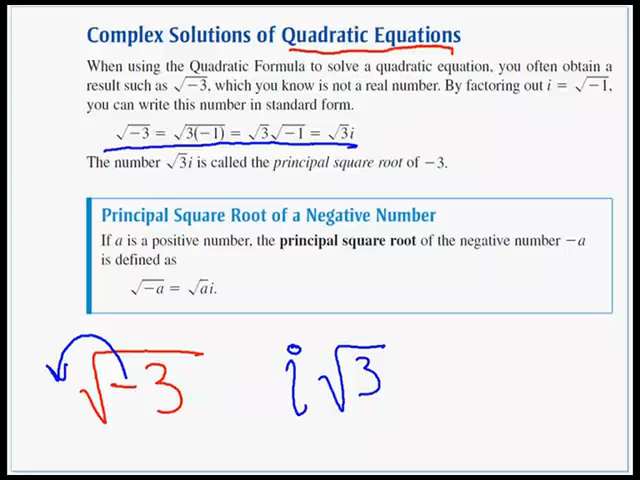 Complex Solutions of Quadratic Equations
When using the Quadratic Formula to solve a quadratic equation, you often obtain a
result such as √−3, which you know is not a real number. By factoring out i = √−1,
you can write this number in standard form.
√−3 = √3(−1) = √3√−1 = √3i
The number √3i is called the principal square root of −3.
Principal Square Root of a Negative Number
If a is a positive number, the principal square root of the negative number −a
is defined as
√−a = √ai.
√−3 i√3